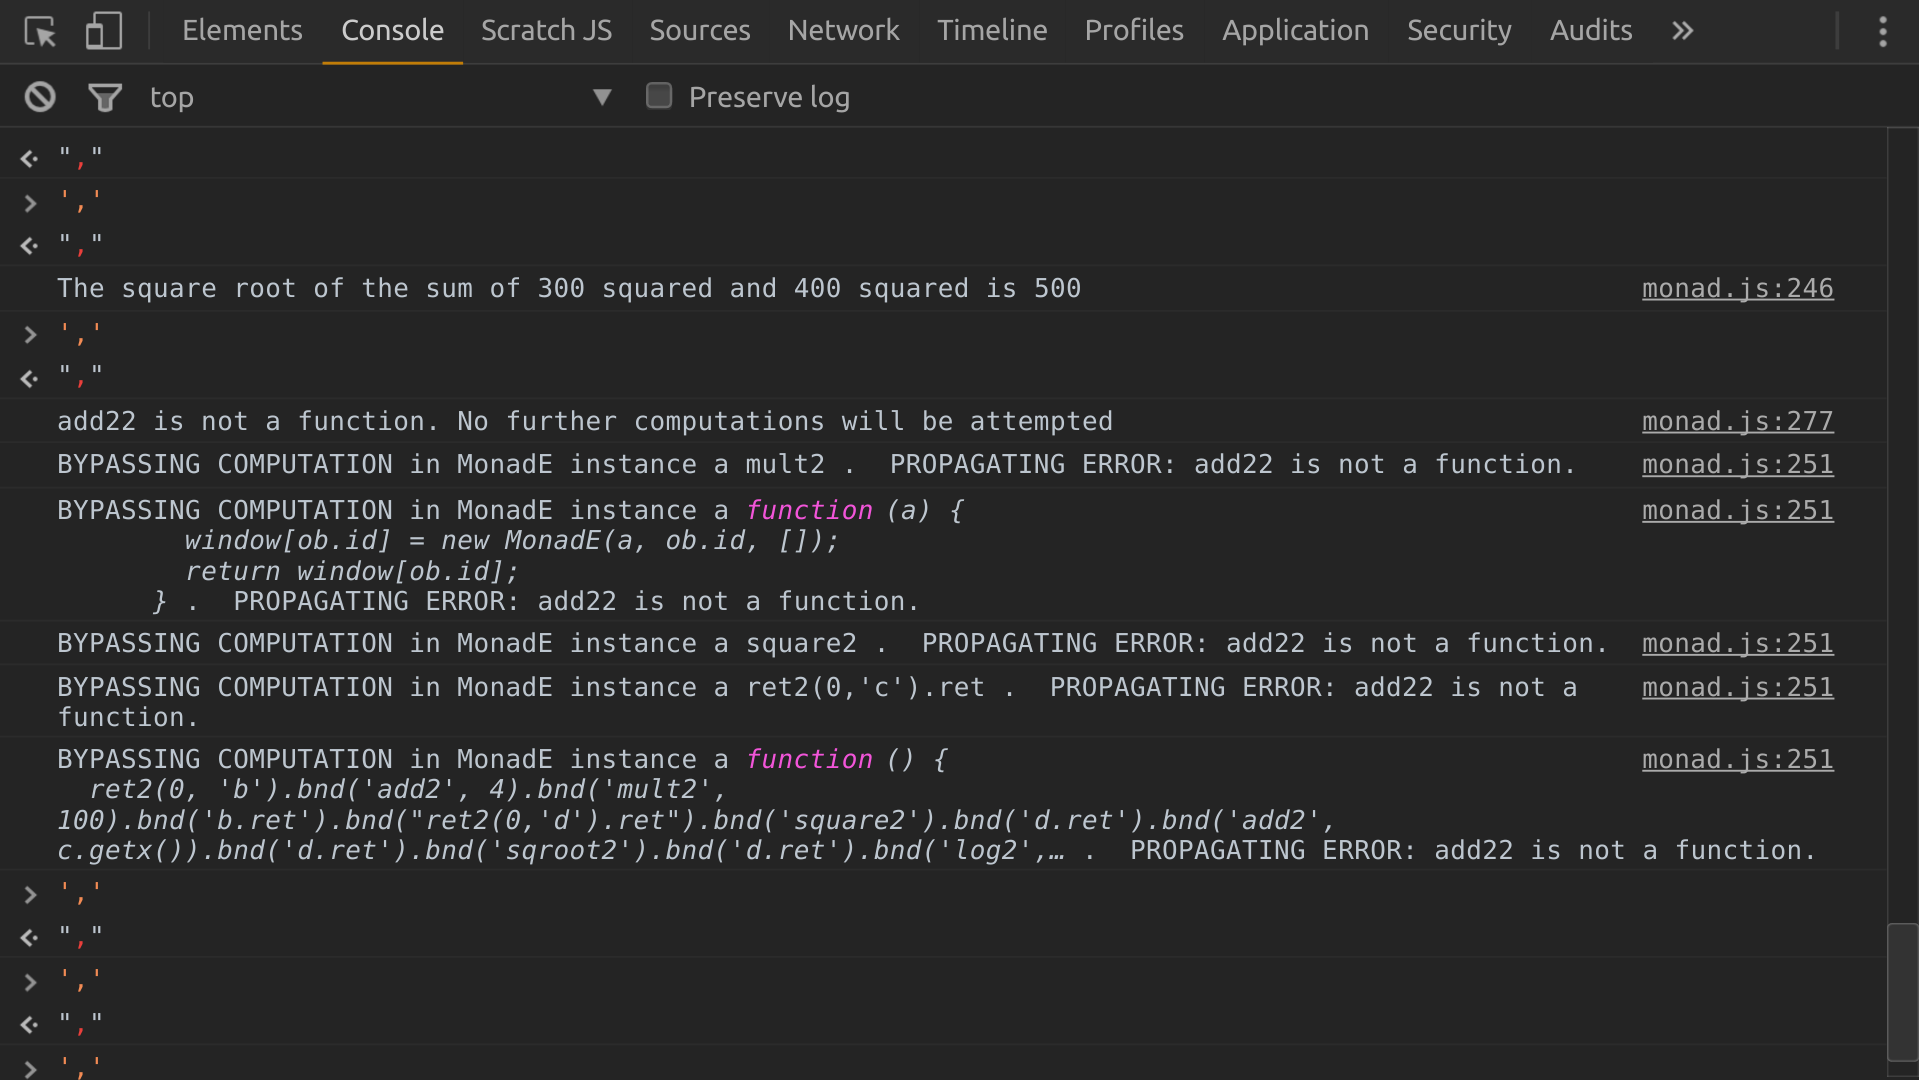 Elements Console Scratch JS Sources Network Timeline Profiles Application Security Audits »
top ▼ Preserve log
","
','
","
The square root of the sum of 300 squared and 400 squared is 500 monad.js:246
','
","
add22 is not a function. No further computations will be attempted monad.js:277
BYPASSING COMPUTATION in MonadE instance a mult2 .  PROPAGATING ERROR: add22 is not a function. monad.js:251
BYPASSING COMPUTATION in MonadE instance a function (a) { monad.js:251
        window[ob.id] = new MonadE(a, ob.id, []);
        return window[ob.id];
      } .  PROPAGATING ERROR: add22 is not a function.
BYPASSING COMPUTATION in MonadE instance a square2 .  PROPAGATING ERROR: add22 is not a function. monad.js:251
BYPASSING COMPUTATION in MonadE instance a ret2(0,'c').ret .  PROPAGATING ERROR: add22 is not a monad.js:251
function.
BYPASSING COMPUTATION in MonadE instance a function () { monad.js:251
  ret2(0, 'b').bnd('add2', 4).bnd('mult2',
100).bnd('b.ret').bnd("ret2(0,'d').ret").bnd('square2').bnd('d.ret').bnd('add2',
c.getx()).bnd('d.ret').bnd('sqroot2').bnd('d.ret').bnd('log2',… .  PROPAGATING ERROR: add22 is not a function.
','
","
','
","
','